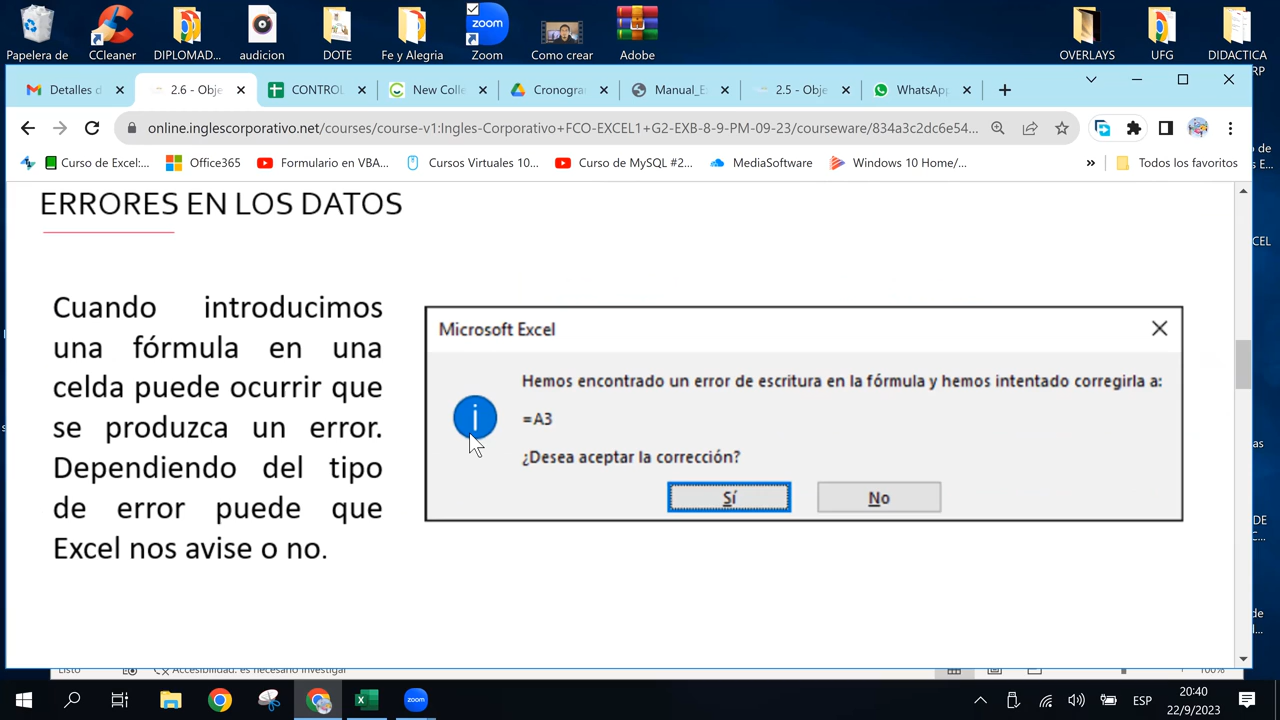 Papelera de
CCleaner
DIPLOMAD...
audicion
DOTE
Fe y Alegria
zoom
Zoom
Como crear
Adobe
OVERLAYS
UFG
DIDACTICA
RP
Detalles d
2.6 - Obje
CONTROL
New Colle
Cronogra
Manual_E
2.5 - Obje
WhatsApp
online.inglescorporativo.net/courses/course-v1:Ingles-Corporativo+FCO-EXCEL1+G2-EXB-8-9-PM-09-23/courseware/834a3c2dc6e54...
Curso de Excel:...
Office365
Formulario en VBA...
Cursos Virtuales 10...
Curso de MySQL #2...
MediaSoftware
Windows 10 Home/...
»
Todos los favoritos
ERRORES EN LOS DATOS
Cuando introducimos
una fórmula en una
celda puede ocurrir que
se produzca un error.
Dependiendo del tipo
de error puede que
Excel nos avise o no.
Microsoft Excel
Hemos encontrado un error de escritura en la fórmula y hemos intentado corregirla a:
=A3
¿Desea aceptar la corrección?
Sí
No
Listo
Accesibilidad: es necesario investigar
100%
zoom
ESP
20:40
22/9/2023